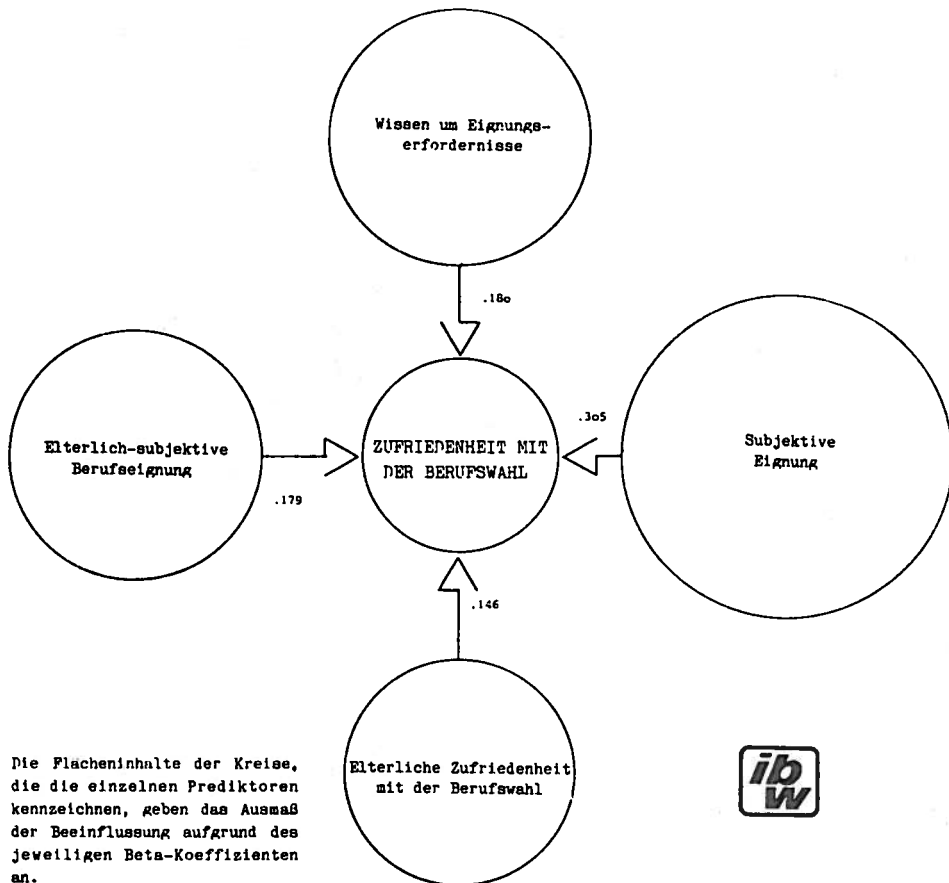 Wissen um Eignungs-
erfordernisse
.18o
.3o5
Elterlich-subjektive
Berufseignung
ZUFRIEDENHEIT MIT
DER BERUFSWAHL
Subjektive
Eignung
.179
.146
Elterliche Zufriedenheit
mit der Berufswahl
Die Flächeninhalte der Kreise,
die die einzelnen Prediktoren
kennzeichnen, geben das Ausmaß
der Beeinflussung aufgrund des
jeweiligen Beta-Koeffizienten
an.
ib
w